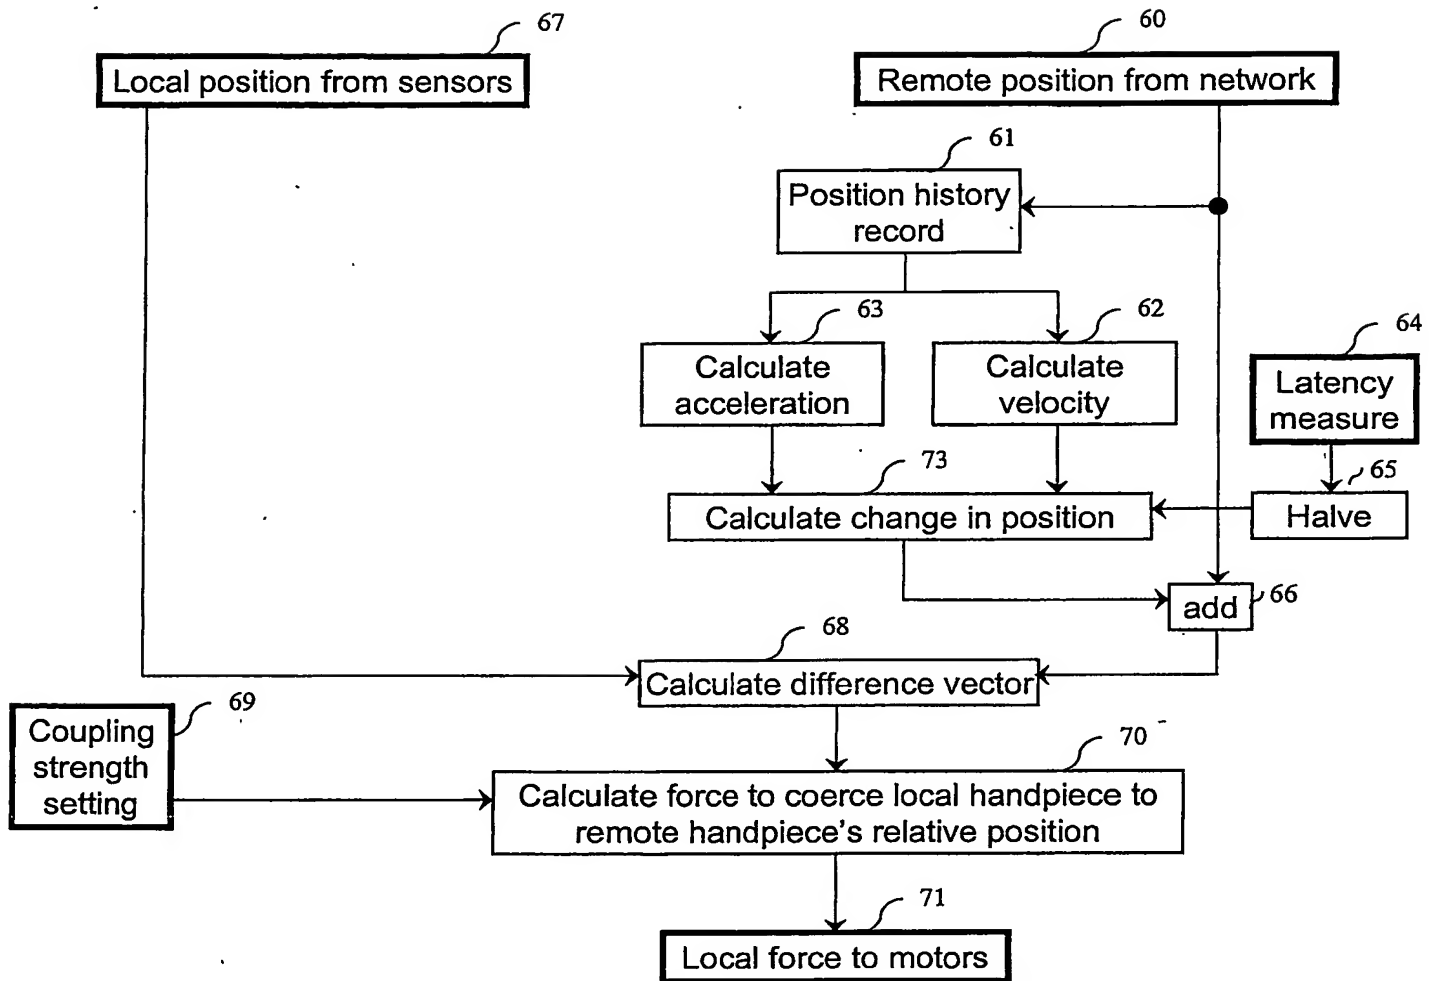 67
60
Local position from sensors
Remote position from network
61
Position history
record
63
62
64
Calculate
acceleration
Calculate
velocity
Latency
measure
73
65
Calculate change in position
Halve
add
66
68
Calculate difference vector
69
Coupling
strength
setting
70
Calculate force to coerce local handpiece to
remote handpiece's relative position
71
Local force to motors